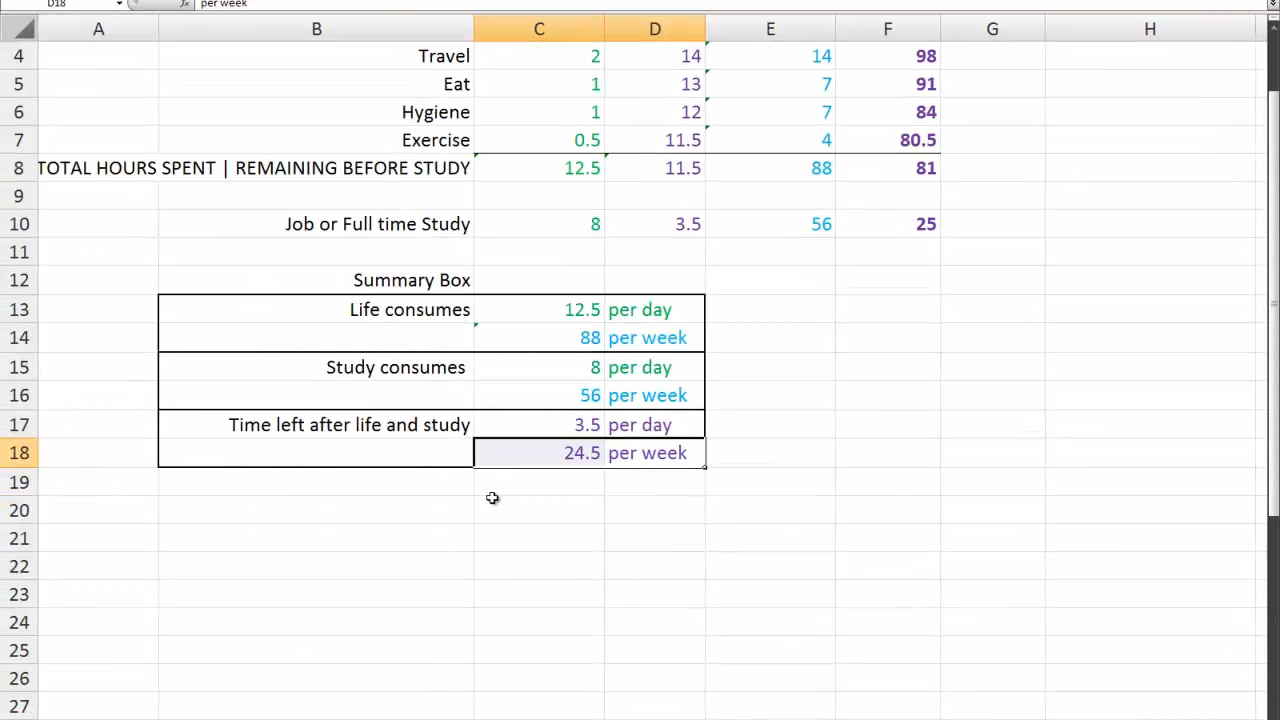 D18 fx per week
A B C D E F G H
4 Travel 2 14 14 98
5 Eat 1 13 7 91
6 Hygiene 1 12 7 84
7 Exercise 0.5 11.5 4 80.5
8 TOTAL HOURS SPENT | REMAINING BEFORE STUDY 12.5 11.5 88 81
9
10 Job or Full time Study 8 3.5 56 25
11
12 Summary Box
13 Life consumes 12.5 per day
14 88 per week
15 Study consumes 8 per day
16 56 per week
17 Time left after life and study 3.5 per day
18 24.5 per week
19
20
21
22
23
24
25
26
27